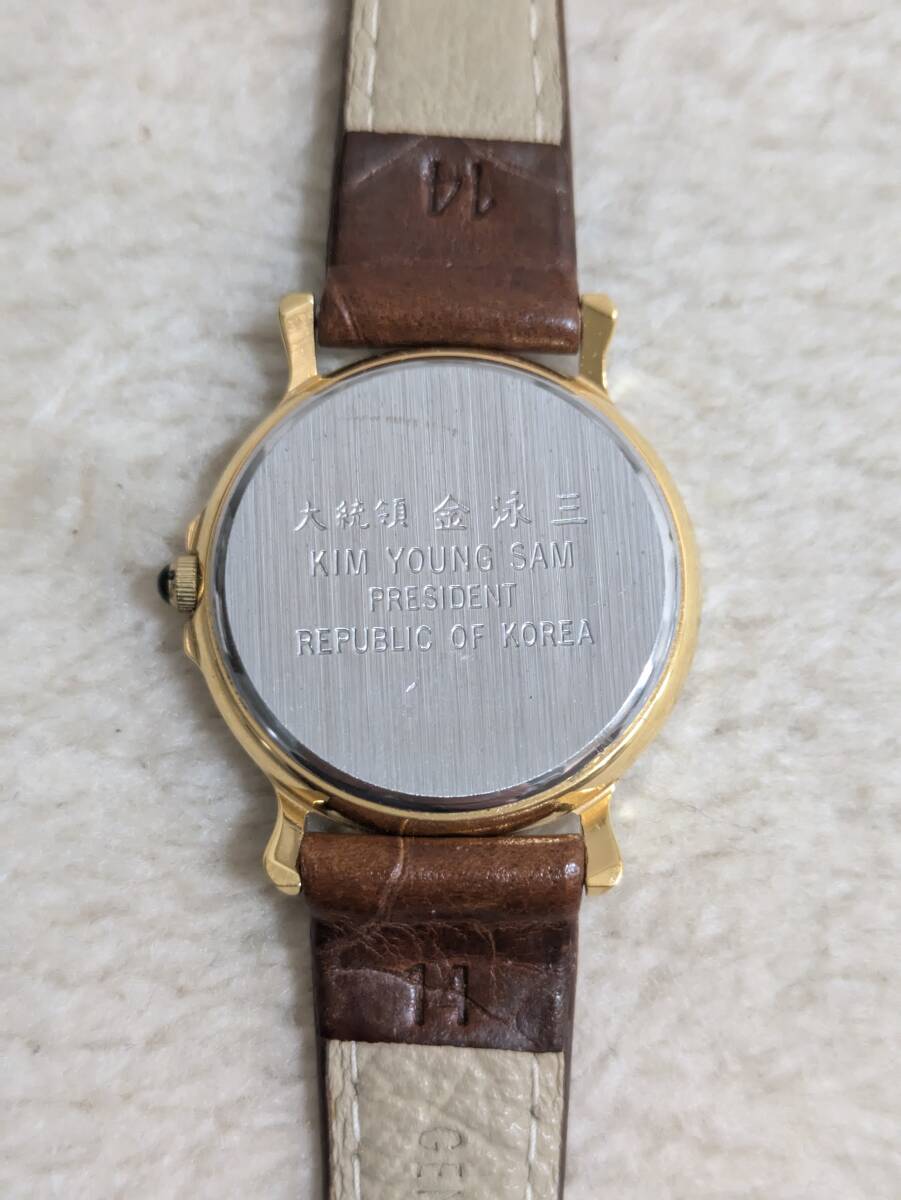 14
大統領 金泳三
KIM YOUNG SAM
PRESIDENT
REPUBLIC OF KOREA